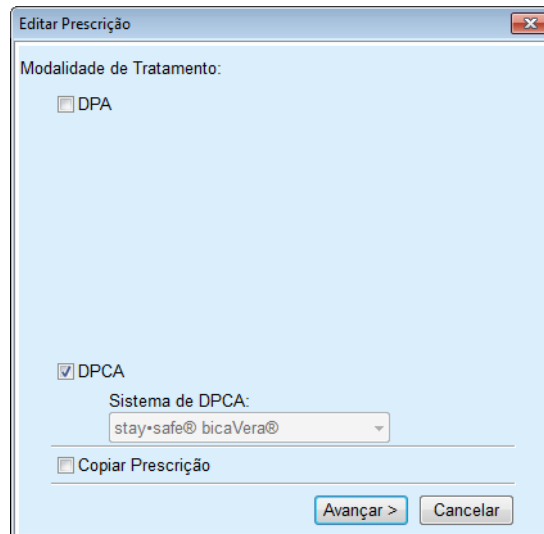 Editar Prescrição
Modalidade de Tratamento:
DPA
DPCA
Sistema de DPCA:
stay•safe® bicaVera®
Copiar Prescrição
Avançar > Cancelar